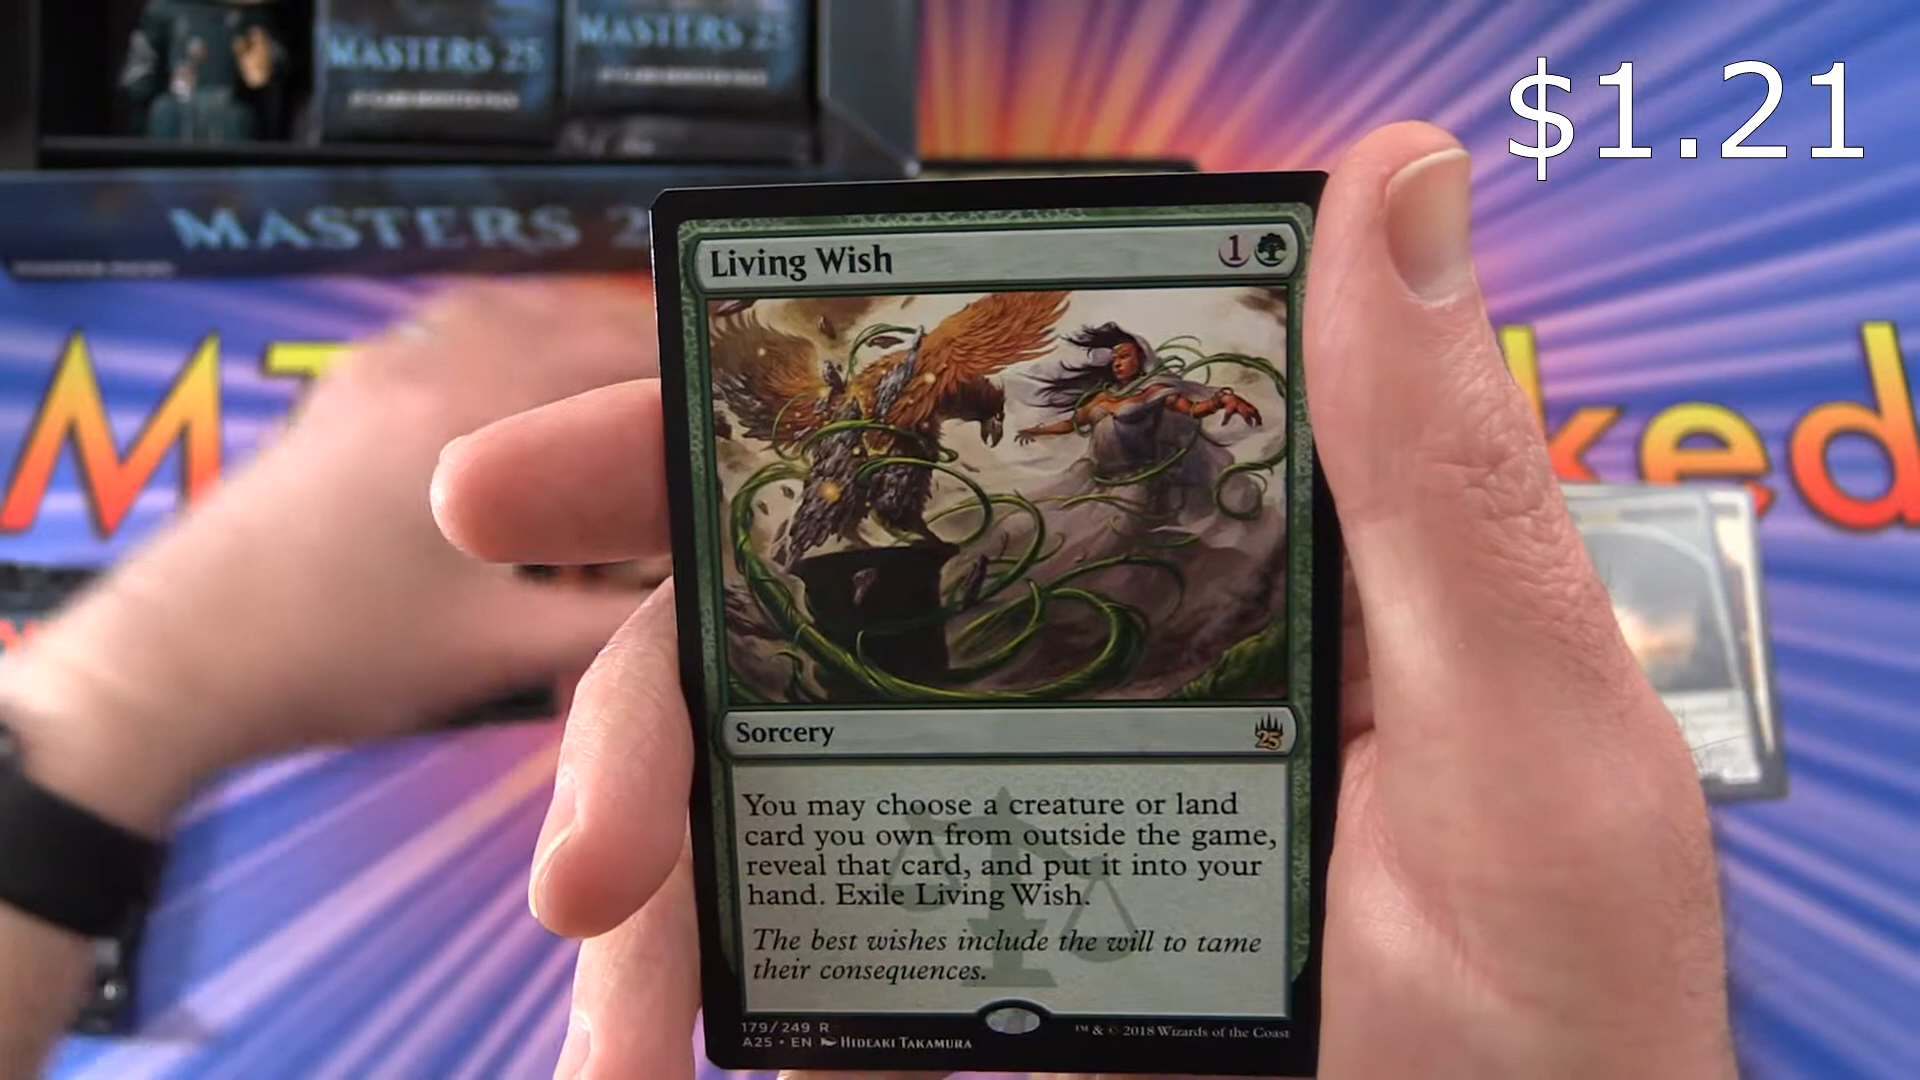 MASTERS 25
MASTERS 25
$1.21
MASTERS 2
Living Wish
1
M
ked
Sorcery
25
You may choose a creature or land
card you own from outside the game,
reveal that card, and put it into your
hand. Exile Living Wish.
The best wishes include the will to tame
their consequences.
179/249 R
A25 • EN HIDEAKI TAKAMURA
™ & © 2018 Wizards of the Coast